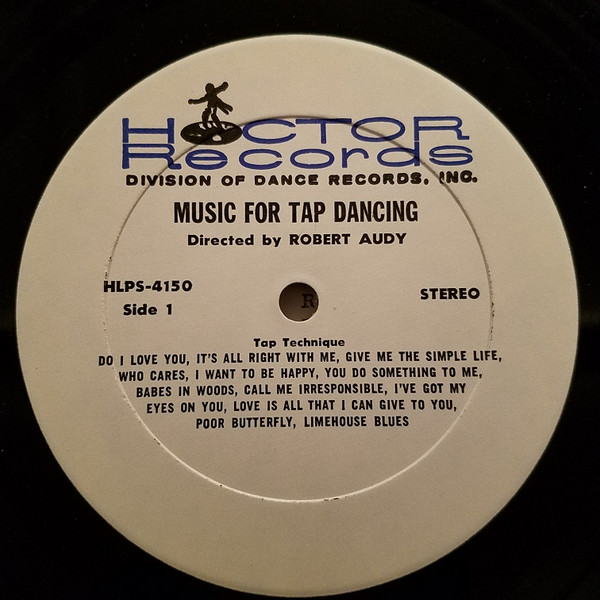 HOCTOR
Records
DIVISION OF DANCE RECORDS, INC.
MUSIC FOR TAP DANCING
Directed by ROBERT AUDY
HLPS-4150
Side 1
STEREO
R
Tap Technique
DO I LOVE YOU, IT'S ALL RIGHT WITH ME, GIVE ME THE SIMPLE LIFE,
WHO CARES, I WANT TO BE HAPPY, YOU DO SOMETHING TO ME,
BABES IN WOODS, CALL ME IRRESPONSIBLE, I'VE GOT MY
EYES ON YOU, LOVE IS ALL THAT I CAN GIVE TO YOU,
POOR BUTTERFLY, LIMEHOUSE BLUES